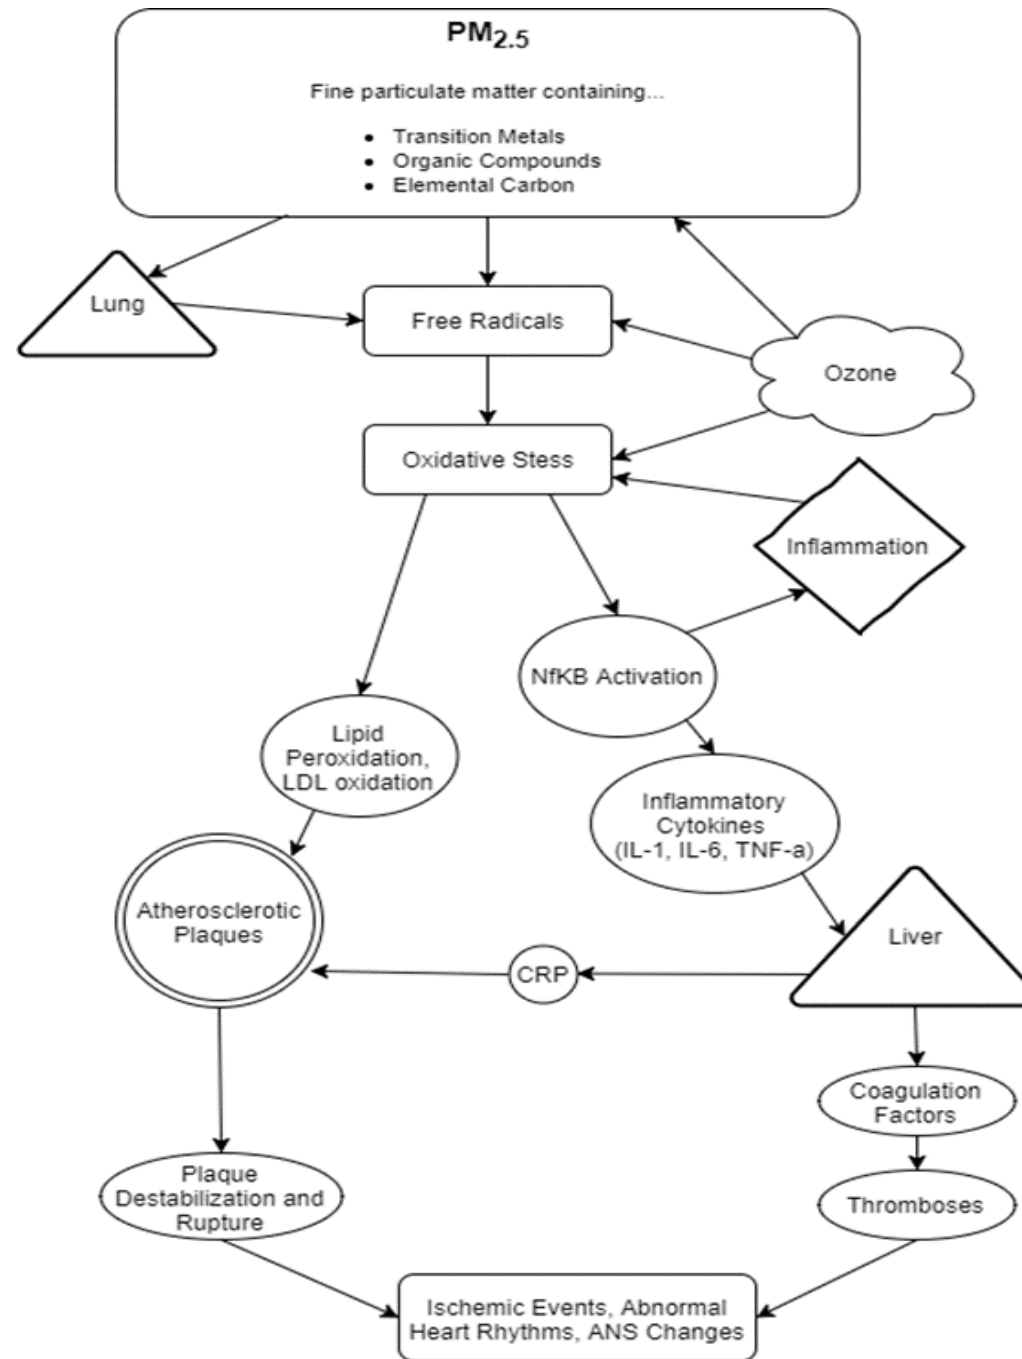 PM2.5
Fine particulate matter containing...
• Transition Metals
• Organic Compounds
• Elemental Carbon
Lung
Free Radicals
Ozone
Oxidative Stess
Inflammation
NfKB Activation
Lipid
Peroxidation,
LDL oxidation
Inflammatory
Cytokines
(IL-1, IL-6, TNF-a)
Atherosclerotic
Plaques
Liver
CRP
Coagulation
Factors
Plaque
Destabilization and
Rupture
Thromboses
Ischemic Events, Abnormal
Heart Rhythms, ANS Changes